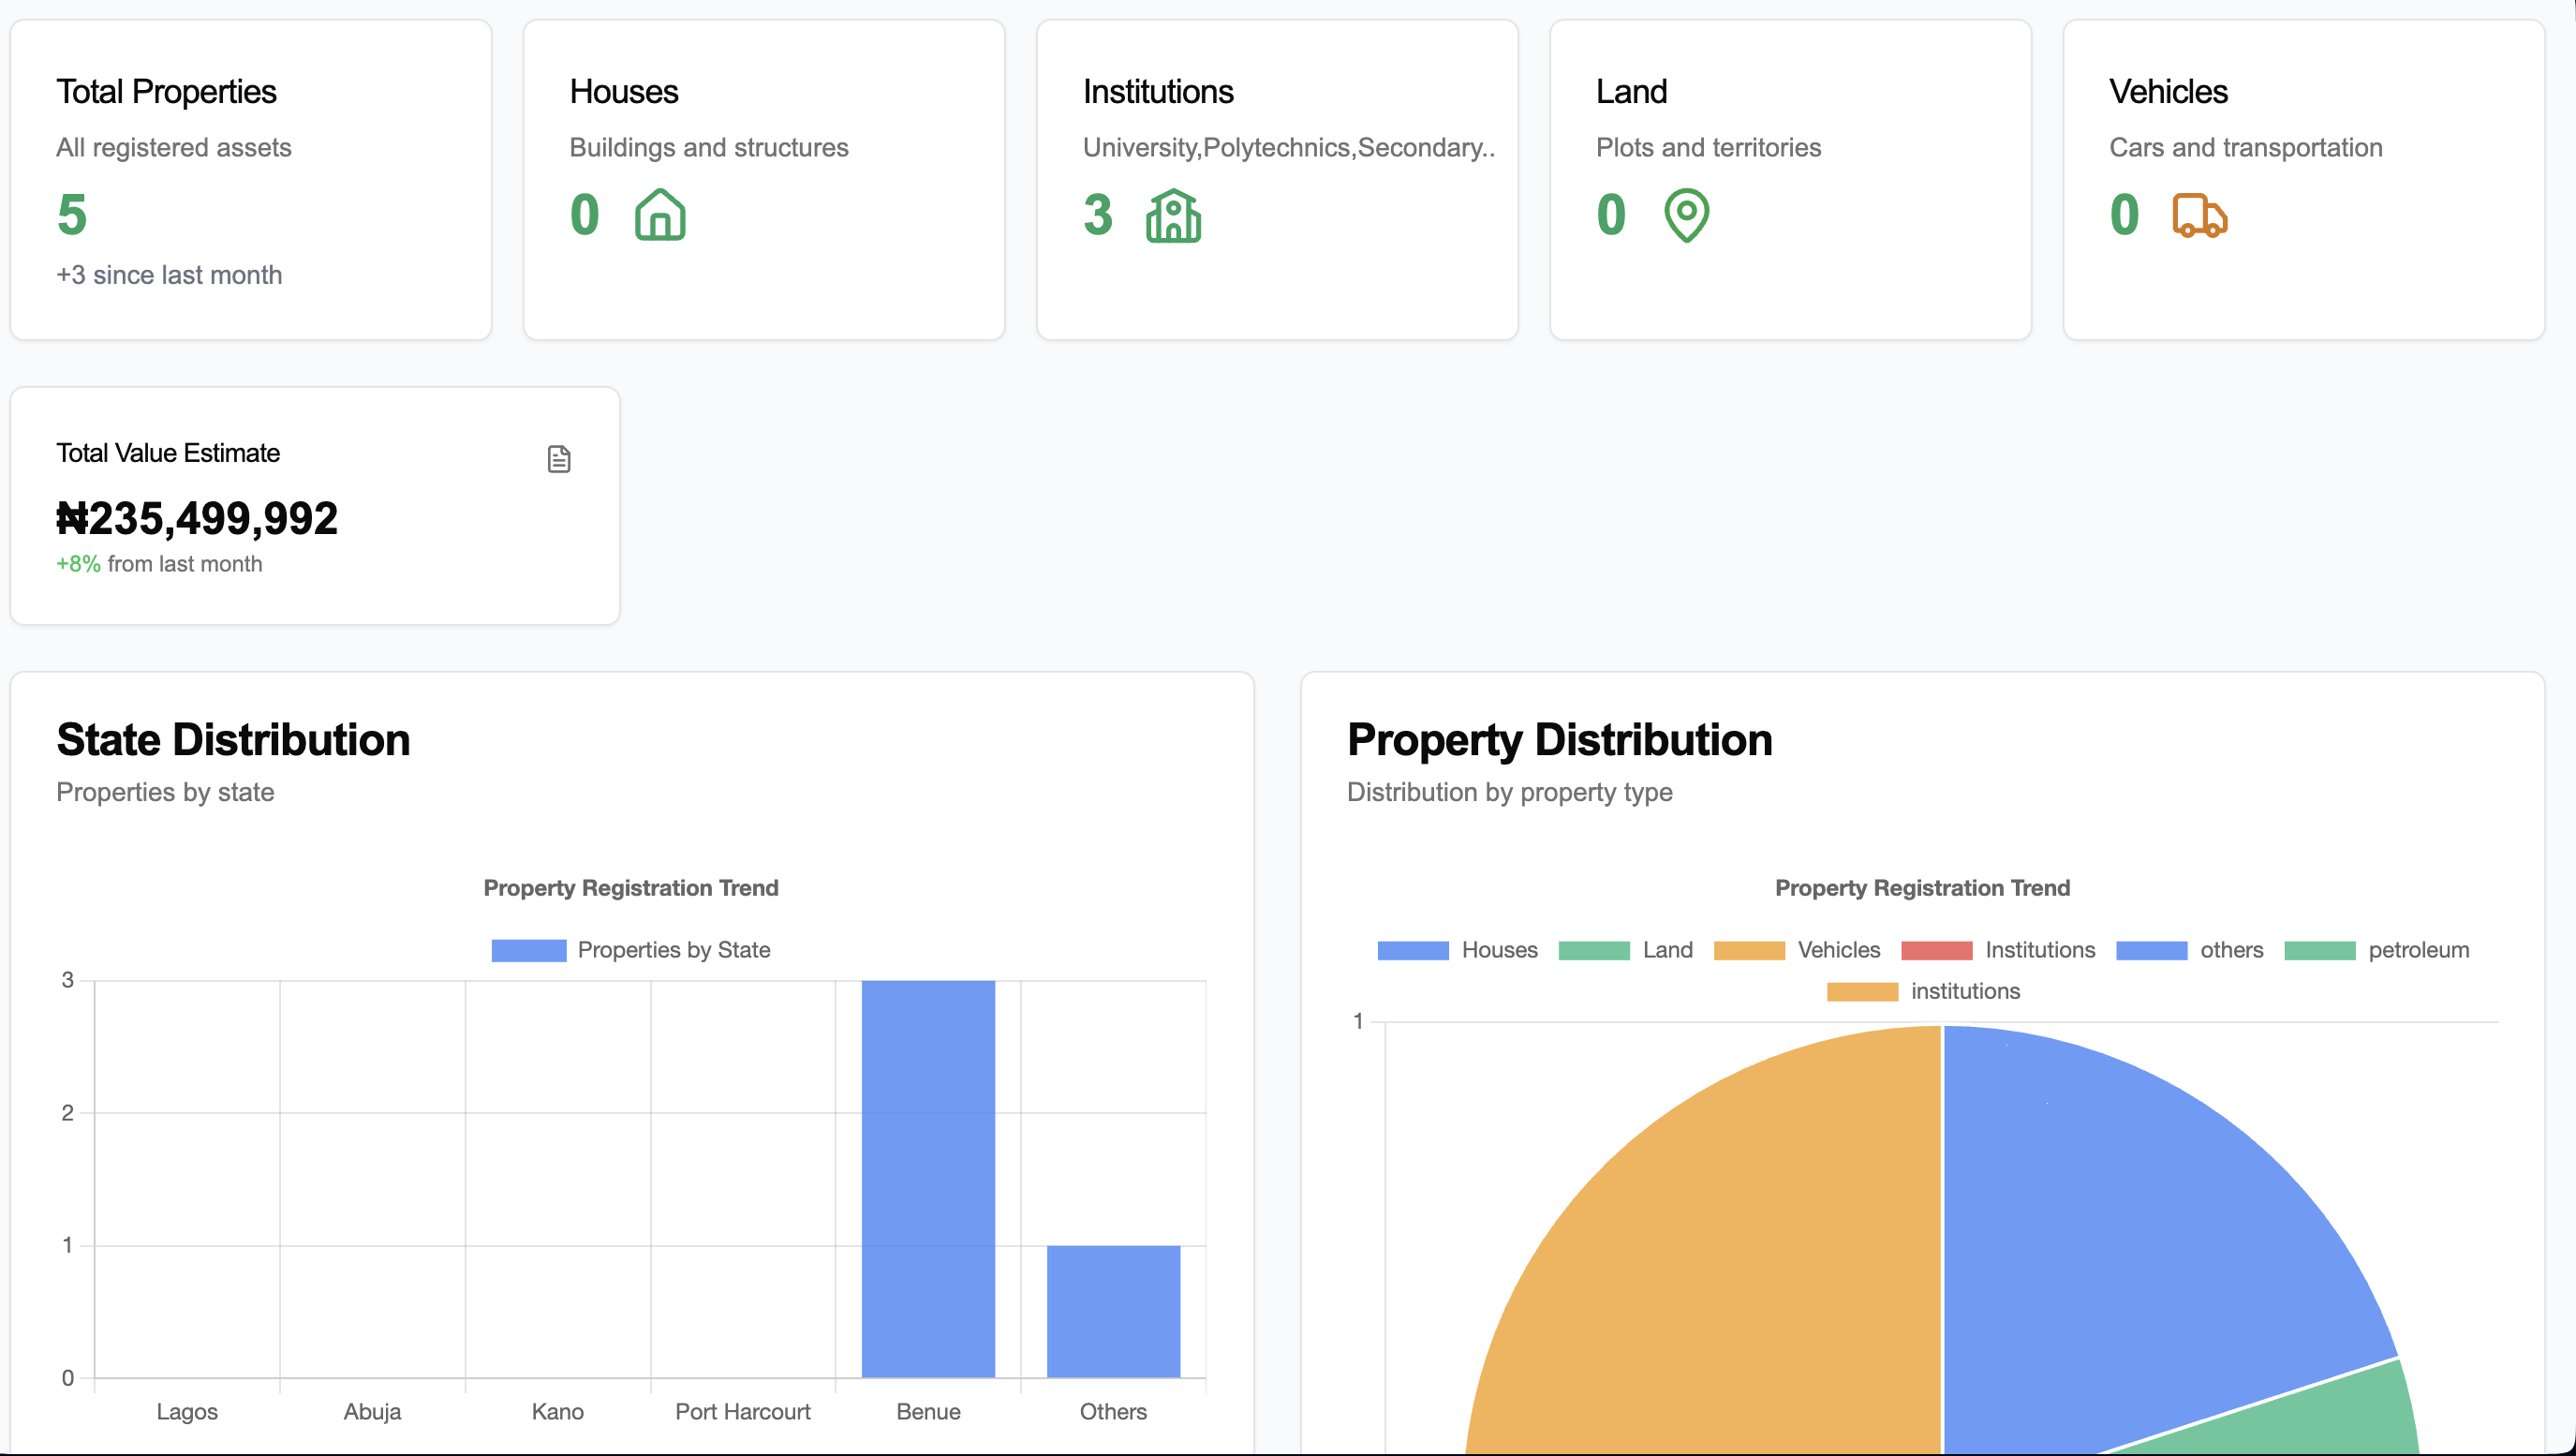 Total Properties
All registered assets
5
+3 since last month
Houses
Buildings and structures
0
Institutions
University,Polytechnics,Secondary..
3
Land
Plots and territories
0
Vehicles
Cars and transportation
0
Total Value Estimate
₦235,499,992
+8% from last month
State Distribution
Properties by state
Property Registration Trend
Properties by State
3
2
1
0
Lagos Abuja Kano Port Harcourt Benue Others
Property Distribution
Distribution by property type
Property Registration Trend
Houses Land Vehicles Institutions others petroleum
institutions
1